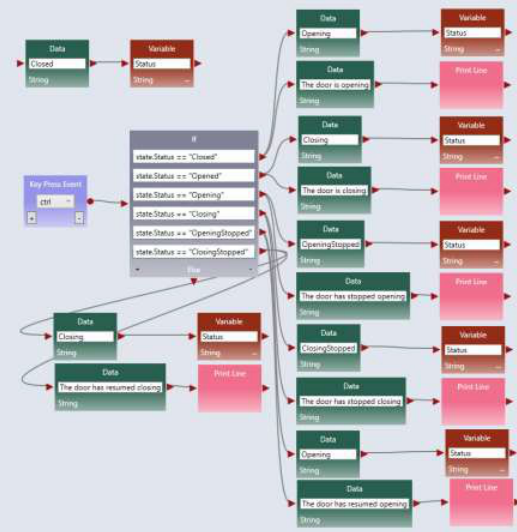 Data
Closed
String
Variable
Status
String ...
Key Press Event
ctrl
+ -
If
state.Status == "Closed"
state.Status == "Opened"
state.Status == "Opening"
state.Status == "Closing"
state.Status == "OpeningStopped"
state.Status == "ClosingStopped"
Else
Data
Opening
String
Variable
Status
String ...
Data
The door is opening
String
Print Line
Data
Closing
String
Variable
Status
String ...
Data
The door is closing
String
Print Line
Data
OpeningStopped
String
Variable
Status
String ...
Data
The door has stopped opening
String
Print Line
Data
ClosingStopped
String
Variable
Status
String ...
Data
The door has stopped closing
String
Print Line
Data
Opening
String
Variable
Status
String ...
Data
The door has resumed opening
String
Print Line
Data
Closing
String
Variable
Status
String ...
Data
The door has resumed closing
String
Print Line